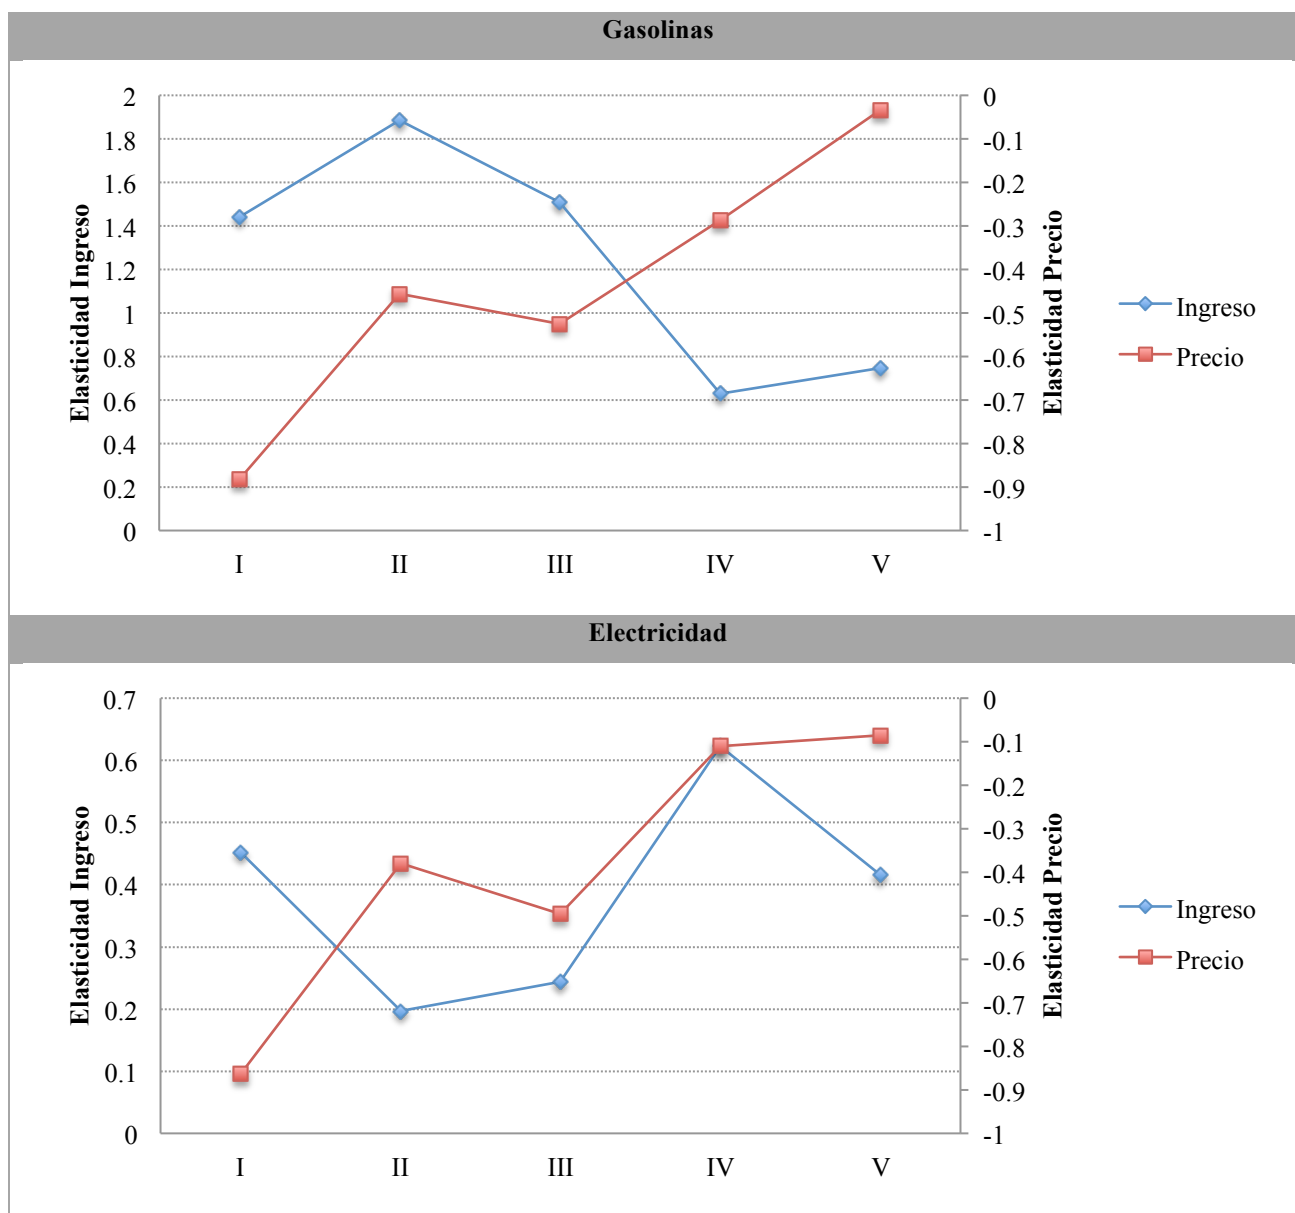 Gasolinas
2 0
1.8 -0.1
1.6 -0.2
1.4 -0.3
1.2 -0.4
1 -0.5
0.8 -0.6
0.6 -0.7
0.4 -0.8
0.2 -0.9
0 -1
Elasticidad Ingreso
Elasticidad Precio
I II III IV V
Ingreso
Precio
Electricidad
0.7
0.6
0.5
0.4
0.3
0.2
0.1
0
Elasticidad Ingreso
0
-0.1
-0.2
-0.3
-0.4
-0.5
-0.6
-0.7
-0.8
-0.9
-1
Elasticidad Precio
I II III IV V
Ingreso
Precio